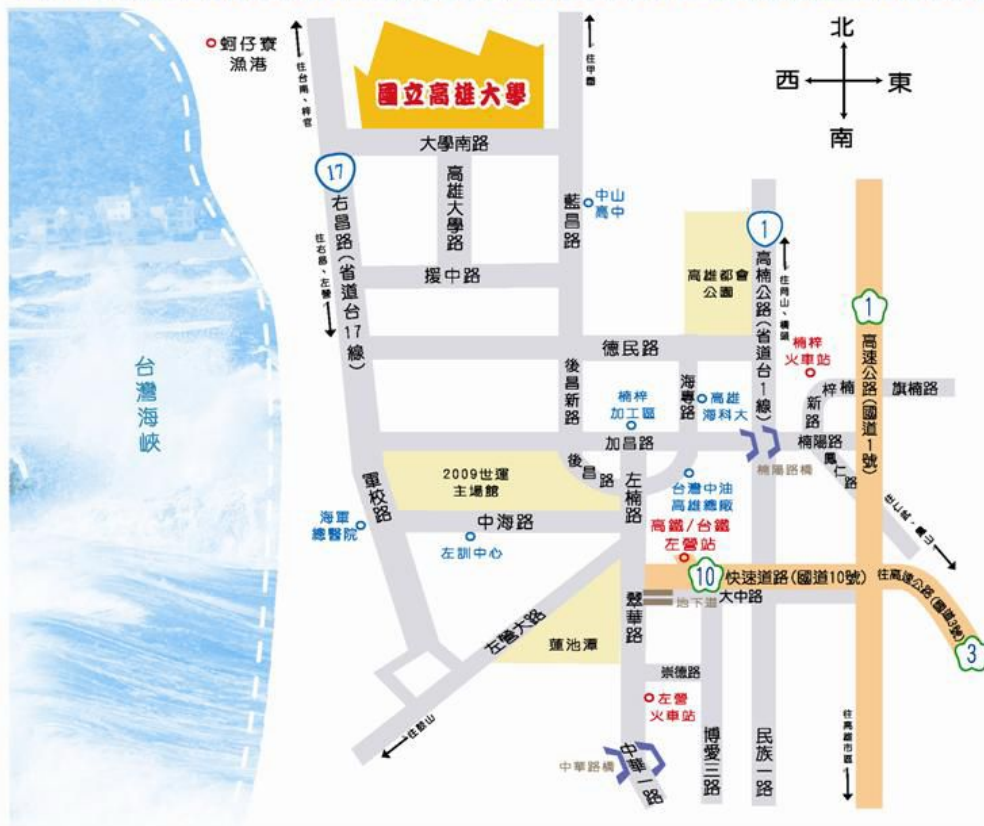 北
西
東
南
蚵仔寮
漁港
往台南、梓官
國立高雄大學
往甲圍
大學南路
17
右昌路(省道台17線)
高雄大學路
藍昌路
中山
高中
1
高楠公路(省道台1線)
往岡山、橋頭
高雄都會
公園
往右昌、左營
援中路
1
高速公路(國道1號)
德民路
楠梓
火車站
台灣海峽
後昌新路
楠梓
加工區
海專路
高雄
海科大
梓楠
新路
旗楠路
加昌路
楠陽路
楠陽路橋
鳳仁路
往仁武、鳳山
2009世運
主場館
後昌路
左楠路
台灣中油
高雄總廠
軍校路
海軍
總醫院
中海路
左訓中心
高鐵/台鐵
左營站
10
快速道路(國道10號)
往高速公路(國道3號)
3
大中路
地下道
翠華路
左營大路
蓮池潭
崇德路
左營
火車站
往鼓山
中華路橋
中華一路
博愛三路
民族一路
往高雄市區